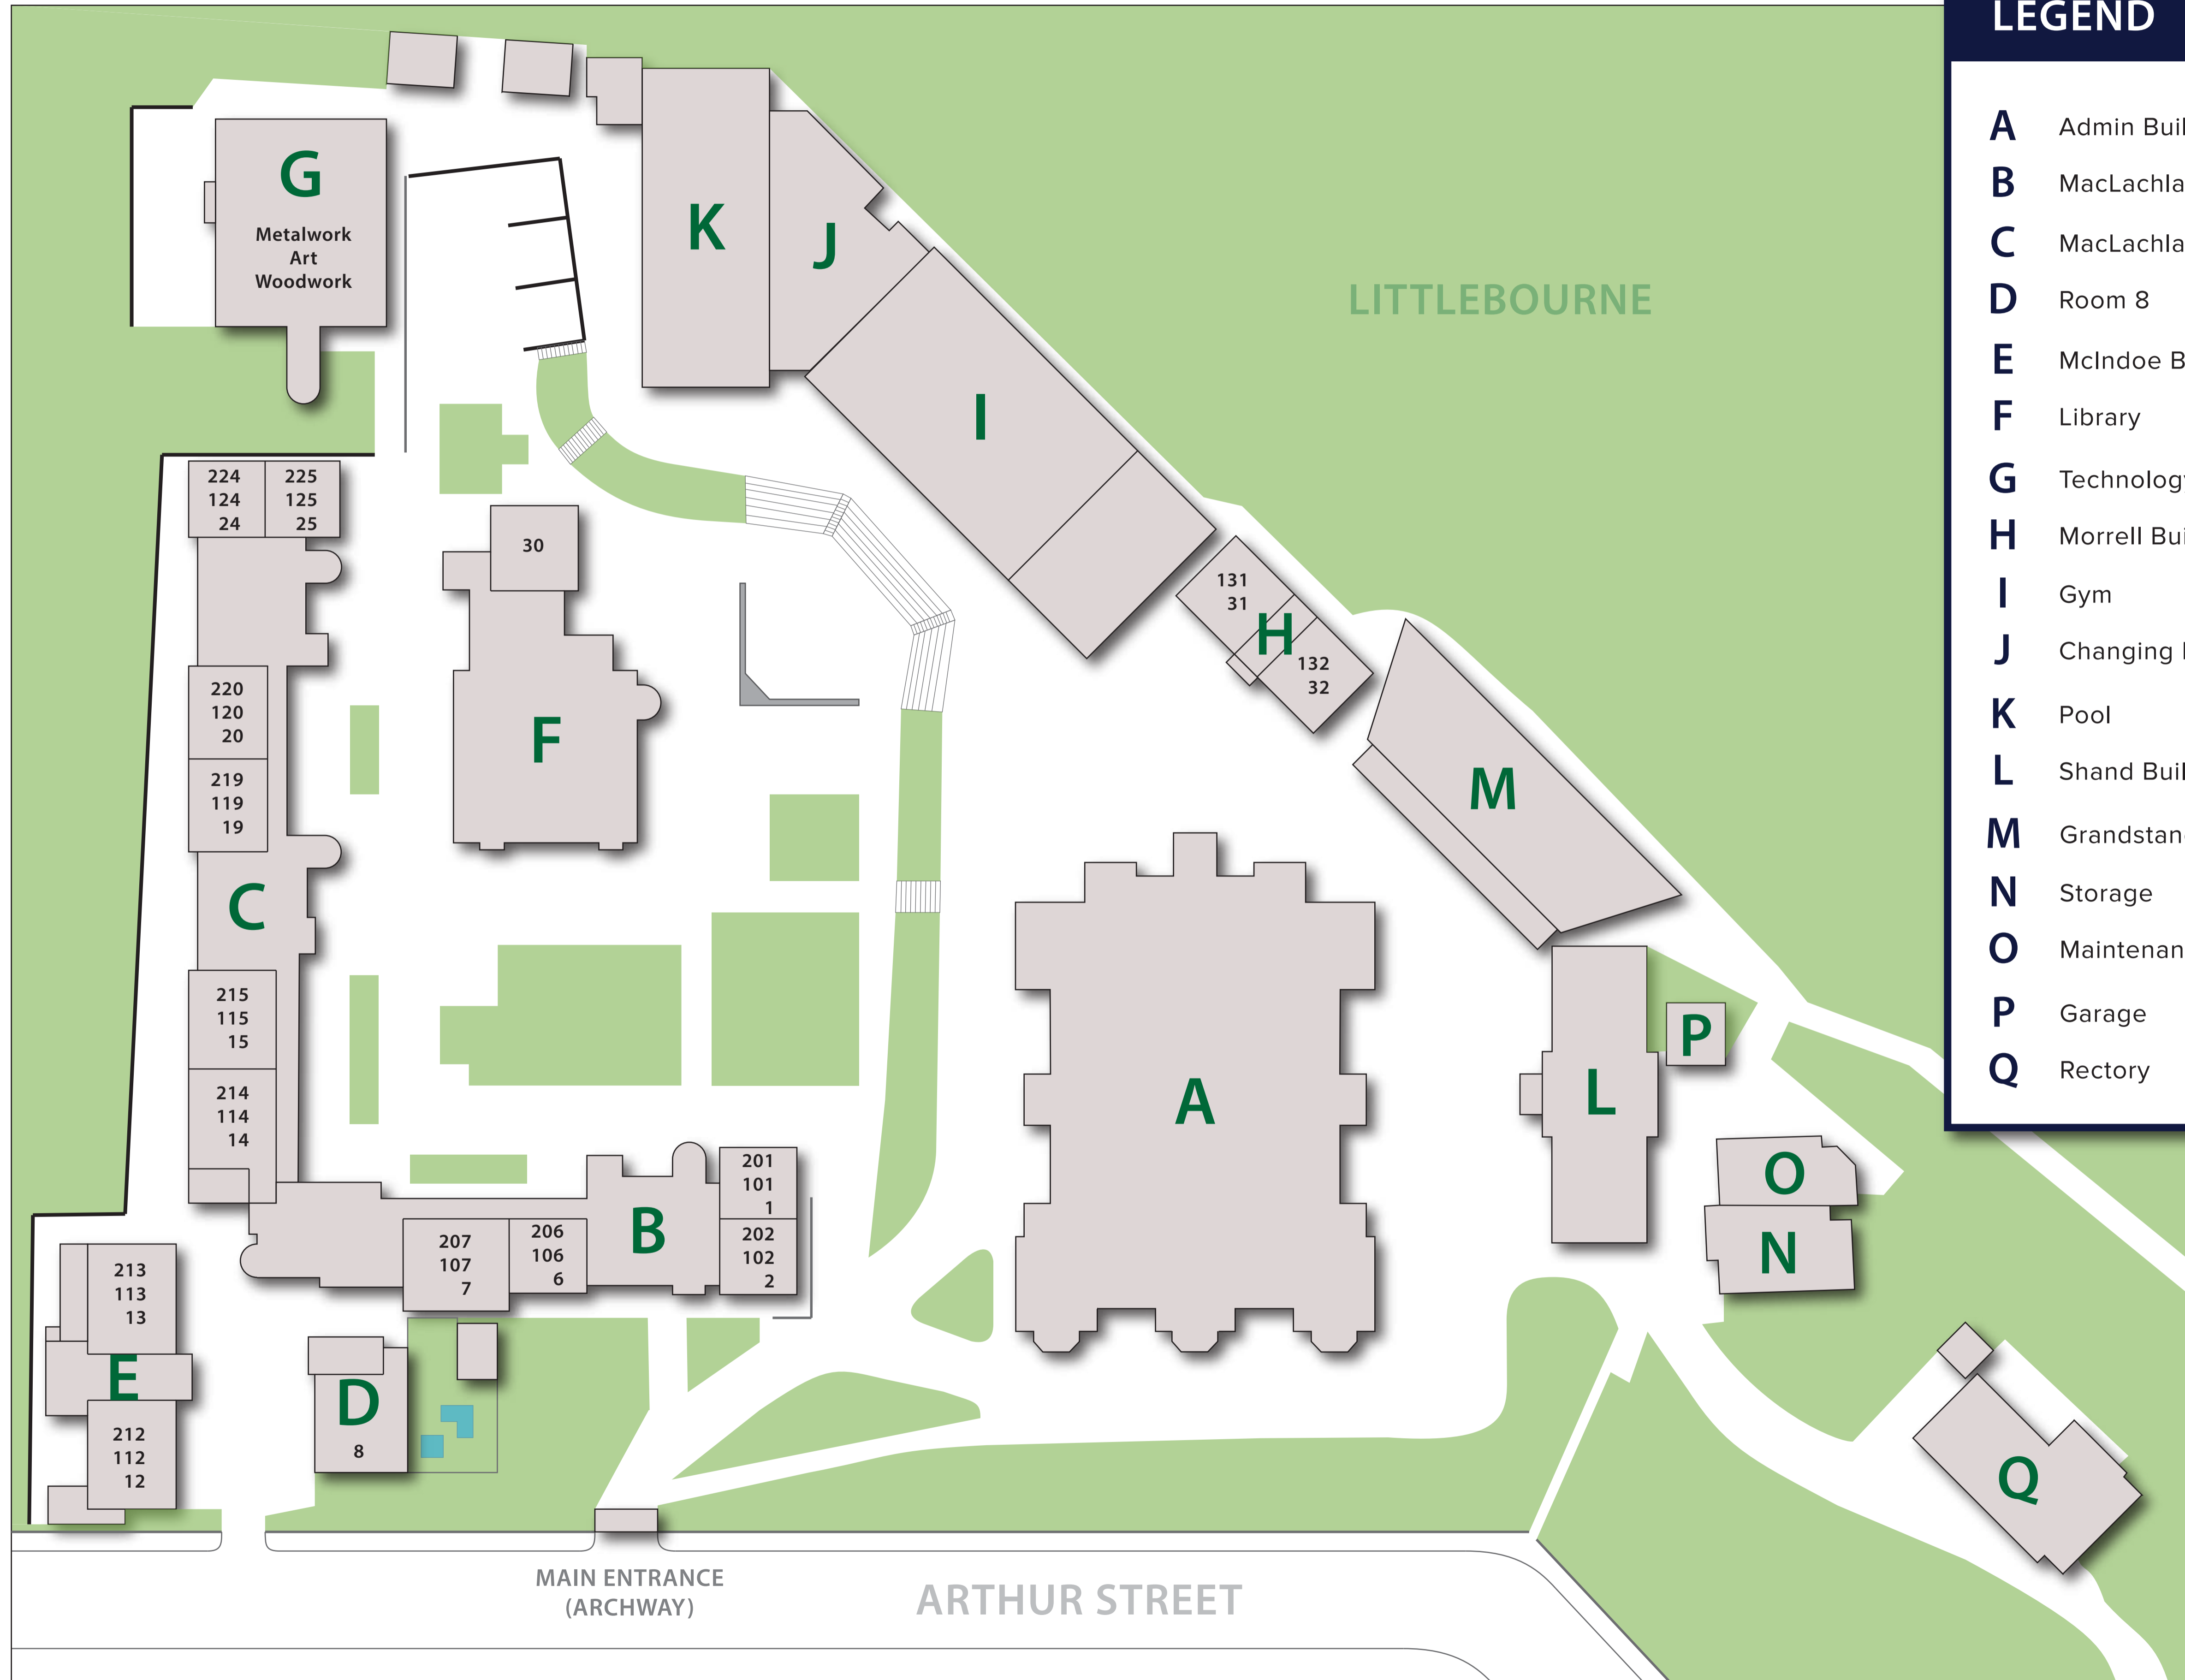 LEGEND
A Admin Buil
B MacLachla
C MacLachla
D Room 8
E McIndoe B
F Library
G Technology
H Morrell Bui
I Gym
J Changing
K Pool
L Shand Buil
M Grandstan
N Storage
O Maintenan
P Garage
Q Rectory
G
Metalwork
Art
Woodwork
K
J
I
LITTLEBOURNE
224
124
24
225
125
25
30
131
31
H
132
32
220
120
20
219
119
19
F
M
C
215
115
15
214
114
14
A
L
P
O
N
B
201
101
1
202
102
2
206
106
6
207
107
7
213
113
13
E
212
112
12
D
8
Q
MAIN ENTRANCE
(ARCHWAY)
ARTHUR STREET